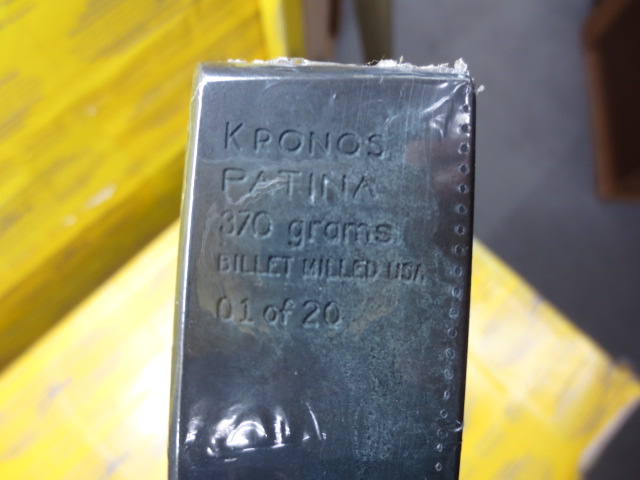 KRONOS
PATINA
370 grams
BILLET MILLED USA
01 of 20